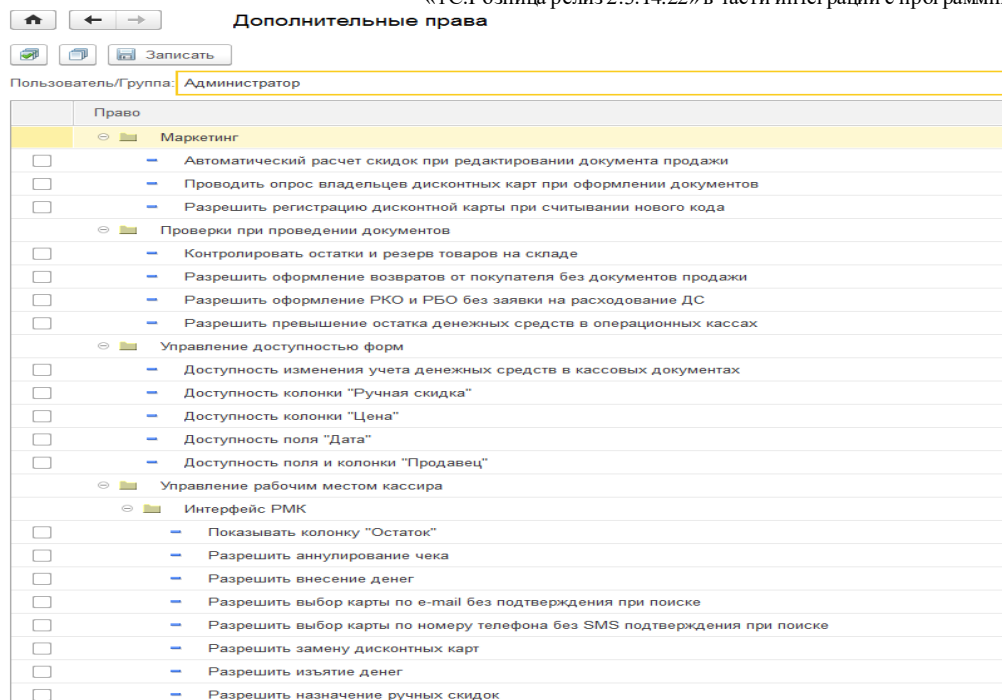 «1С:Розница релиз 2.3.14.22» в части интеграции с программн
Дополнительные права
Записать
Пользователь/Группа: Администратор
Право
Маркетинг
Автоматический расчет скидок при редактировании документа продажи
Проводить опрос владельцев дисконтных карт при оформлении документов
Разрешить регистрацию дисконтной карты при считывании нового кода
Проверки при проведении документов
Контролировать остатки и резерв товаров на складе
Разрешить оформление возвратов от покупателя без документов продажи
Разрешить оформление РКО и РБО без заявки на расходование ДС
Разрешить превышение остатка денежных средств в операционных кассах
Управление доступностью форм
Доступность изменения учета денежных средств в кассовых документах
Доступность колонки "Ручная скидка"
Доступность колонки "Цена"
Доступность поля "Дата"
Доступность поля и колонки "Продавец"
Управление рабочим местом кассира
Интерфейс РМК
Показывать колонку "Остаток"
Разрешить аннулирование чека
Разрешить внесение денег
Разрешить выбор карты по e-mail без подтверждения при поиске
Разрешить выбор карты по номеру телефона без SMS подтверждения при поиске
Разрешить замену дисконтных карт
Разрешить изъятие денег
Разрешить назначение ручных скидок